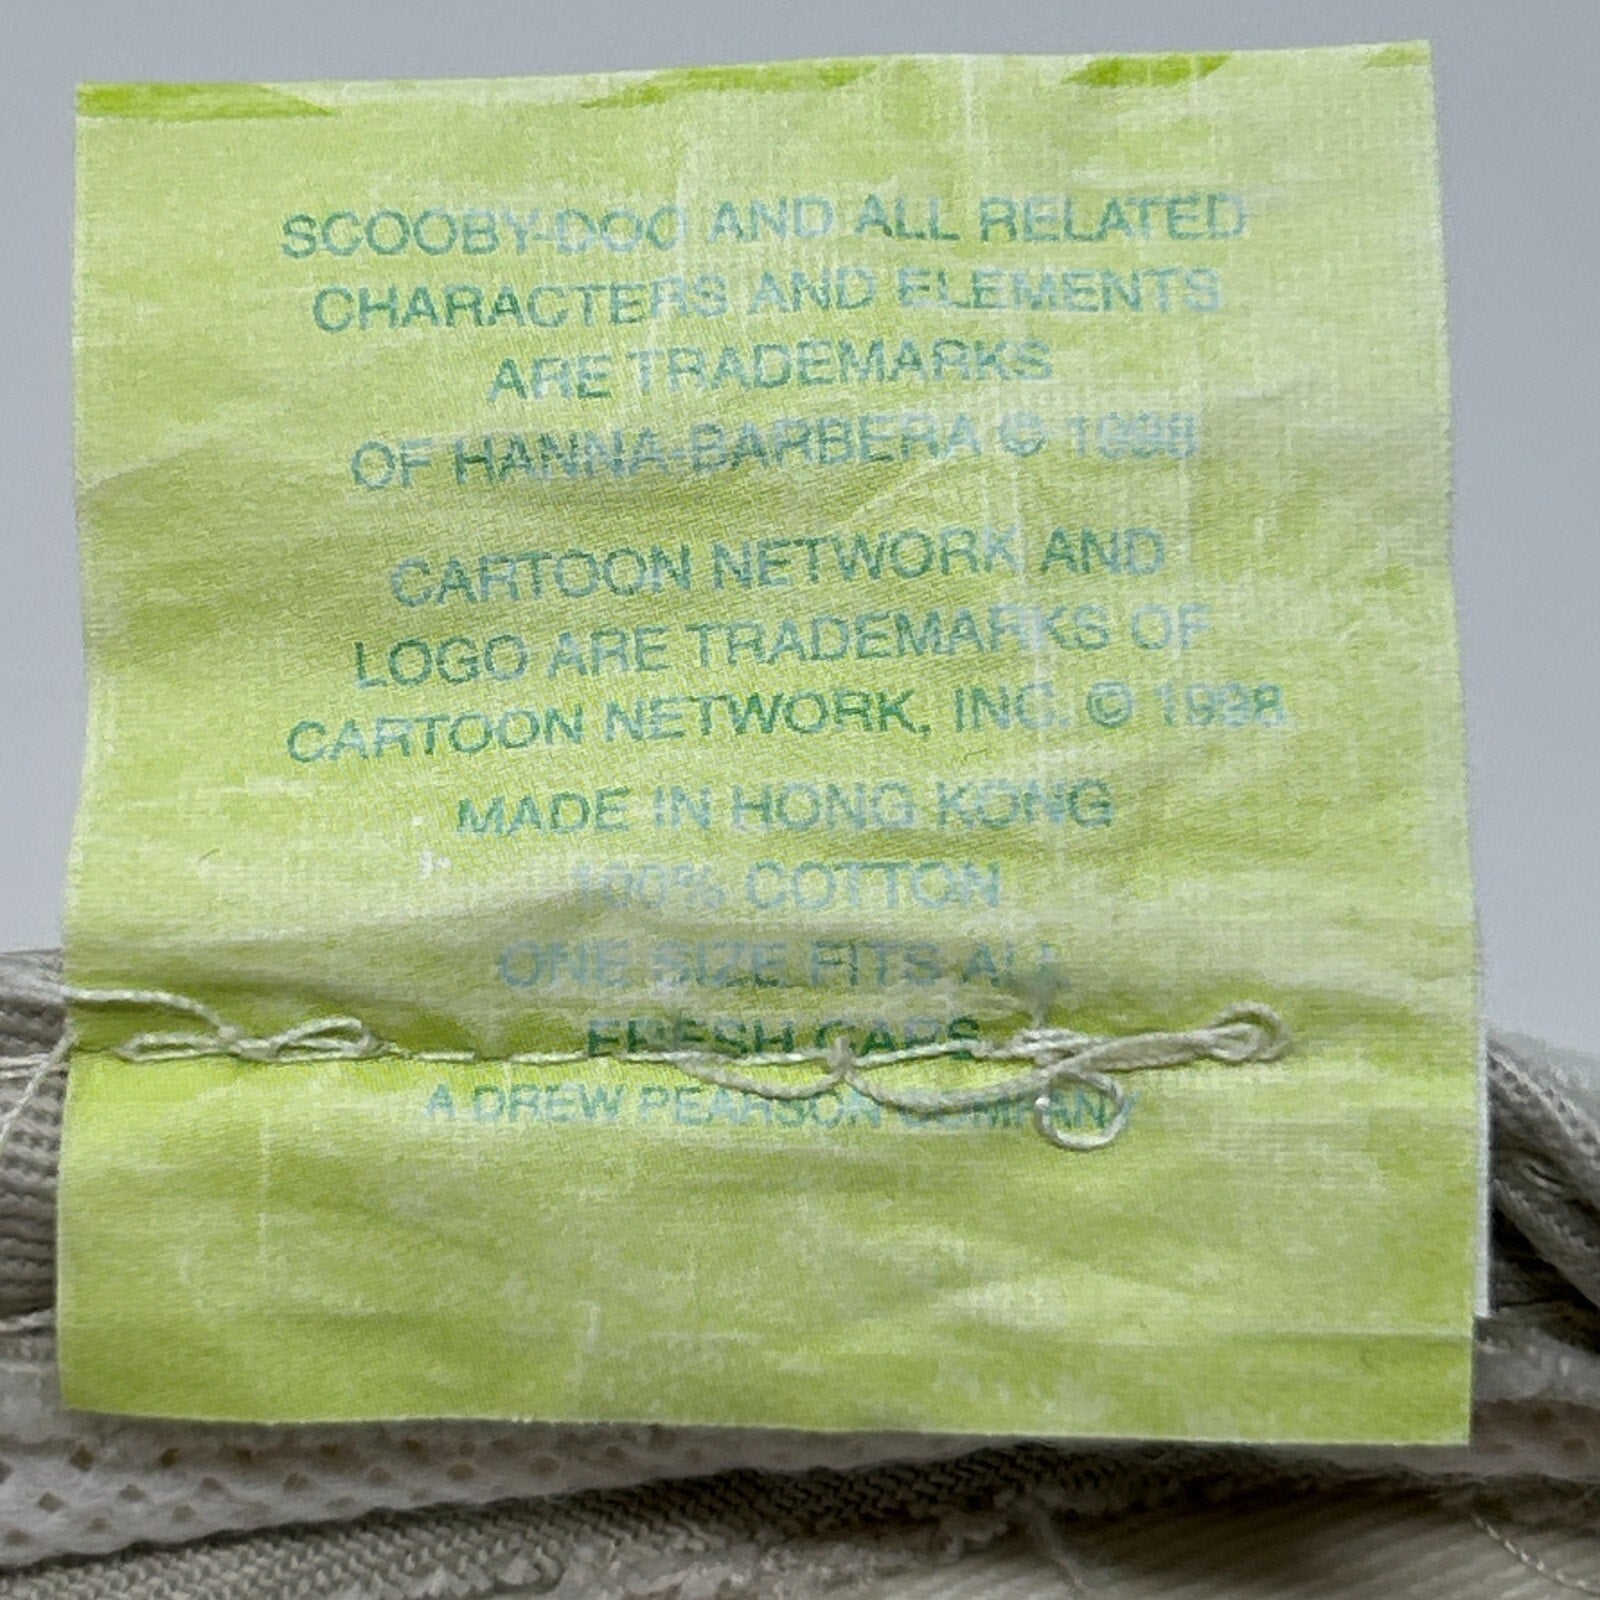 SCOOBY-DOO AND ALL RELATED
CHARACTERS AND ELEMENTS
ARE TRADEMARKS
OF HANNA-BARBERA © 1998
CARTOON NETWORK AND
LOGO ARE TRADEMARKS OF
CARTOON NETWORK, INC. © 1998
MADE IN HONG KONG
100% COTTON
ONE SIZE FITS ALL
FRESH CAPS
A DREW PEARSON COMPANY